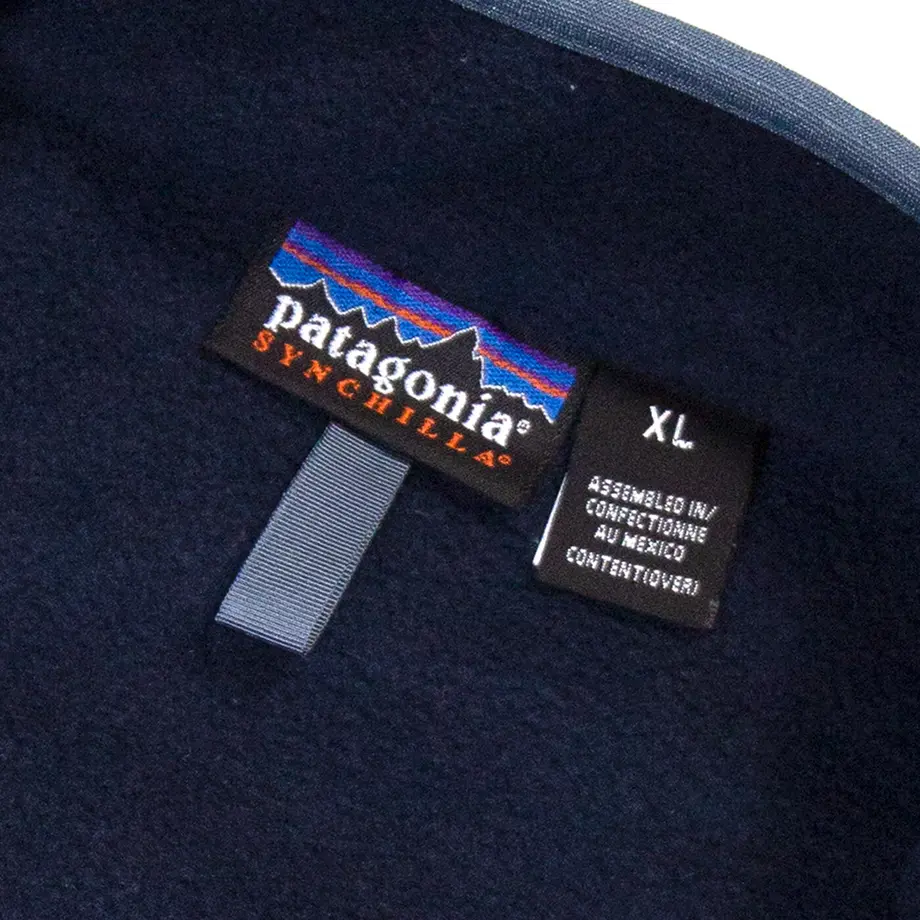 patagonia®
SYNCHILLA®
XL
ASSEMBLED IN/
CONFECTIONNE
AU MEXICO
CONTENT(OVER)